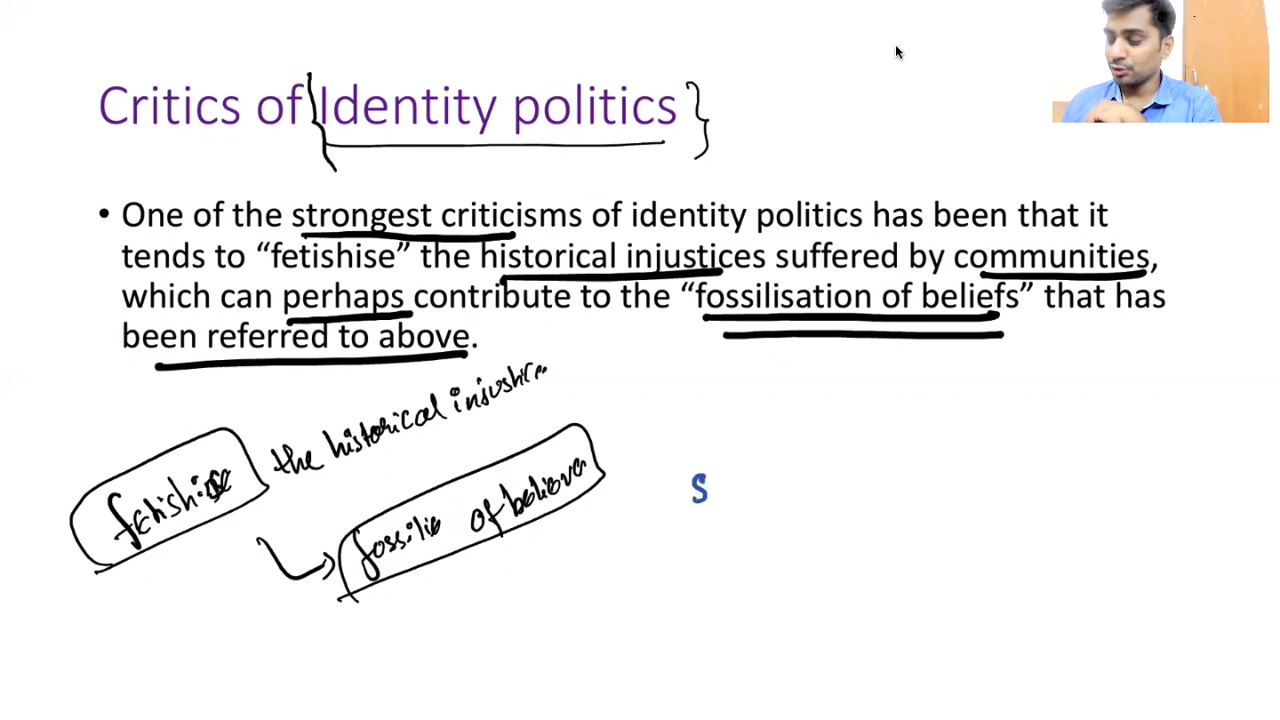 Critics of Identity politics
• One of the strongest criticisms of identity politics has been that it
tends to “fetishise” the historical injustices suffered by communities,
which can perhaps contribute to the “fossilisation of beliefs” that has
been referred to above.
the historical injustice
fetishise
fossilie of believe
S